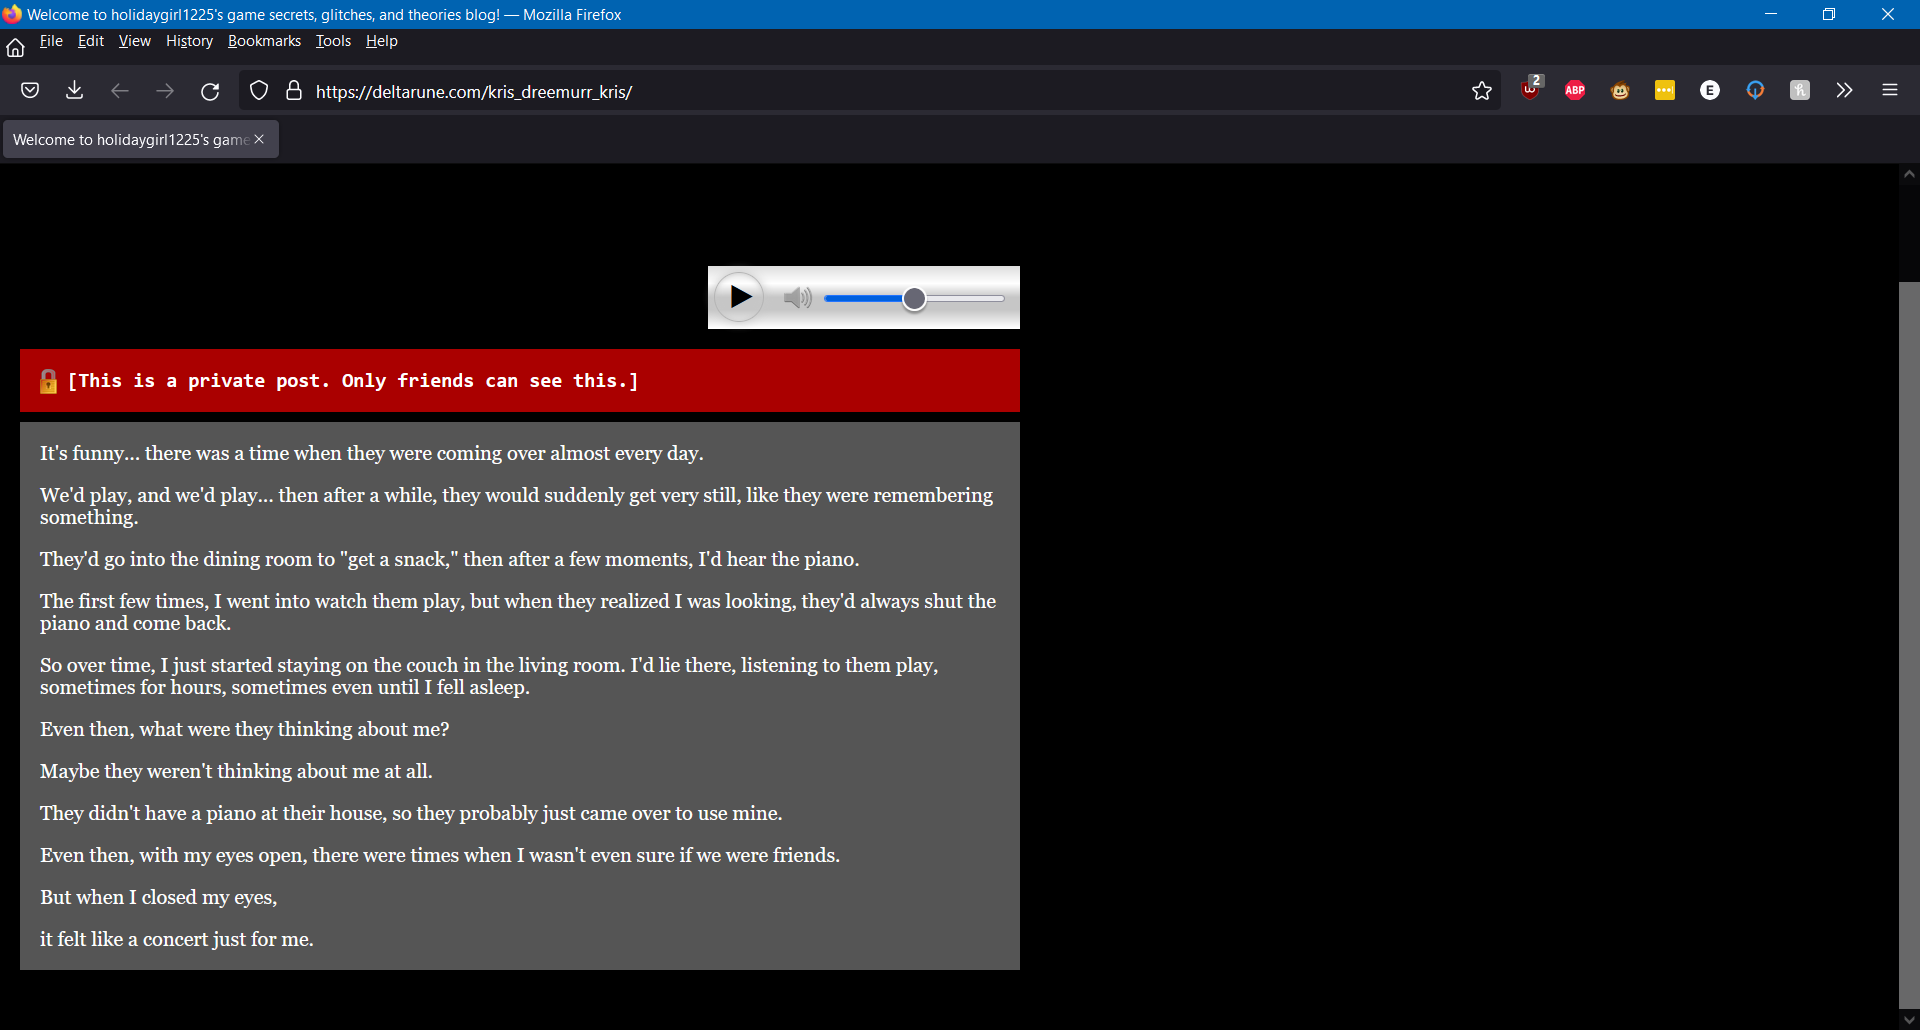 Welcome to holidaygirl1225's game secrets, glitches, and theories blog! — Mozilla Firefox
File Edit View History Bookmarks Tools Help
https://deltarune.com/kris_dreemurr_kris/
2
ABP
E
Welcome to holidaygirl1225's game
[This is a private post. Only friends can see this.]
It's funny... there was a time when they were coming over almost every day.
We'd play, and we'd play... then after a while, they would suddenly get very still, like they were remembering
something.
They'd go into the dining room to "get a snack," then after a few moments, I'd hear the piano.
The first few times, I went into watch them play, but when they realized I was looking, they'd always shut the
piano and come back.
So over time, I just started staying on the couch in the living room. I'd lie there, listening to them play,
sometimes for hours, sometimes even until I fell asleep.
Even then, what were they thinking about me?
Maybe they weren't thinking about me at all.
They didn't have a piano at their house, so they probably just came over to use mine.
Even then, with my eyes open, there were times when I wasn't even sure if we were friends.
But when I closed my eyes,
it felt like a concert just for me.